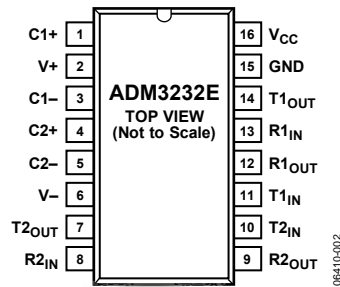 C1+ 1 16 VCC
V+ 2 15 GND
C1– 3 ADM3232E 14 T1OUT
TOP VIEW
C2+ 4 (Not to Scale) 13 R1IN
C2– 5 12 R1OUT
V– 6 11 T1IN
T2OUT 7 10 T2IN
R2IN 8 9 R2OUT
06410-002